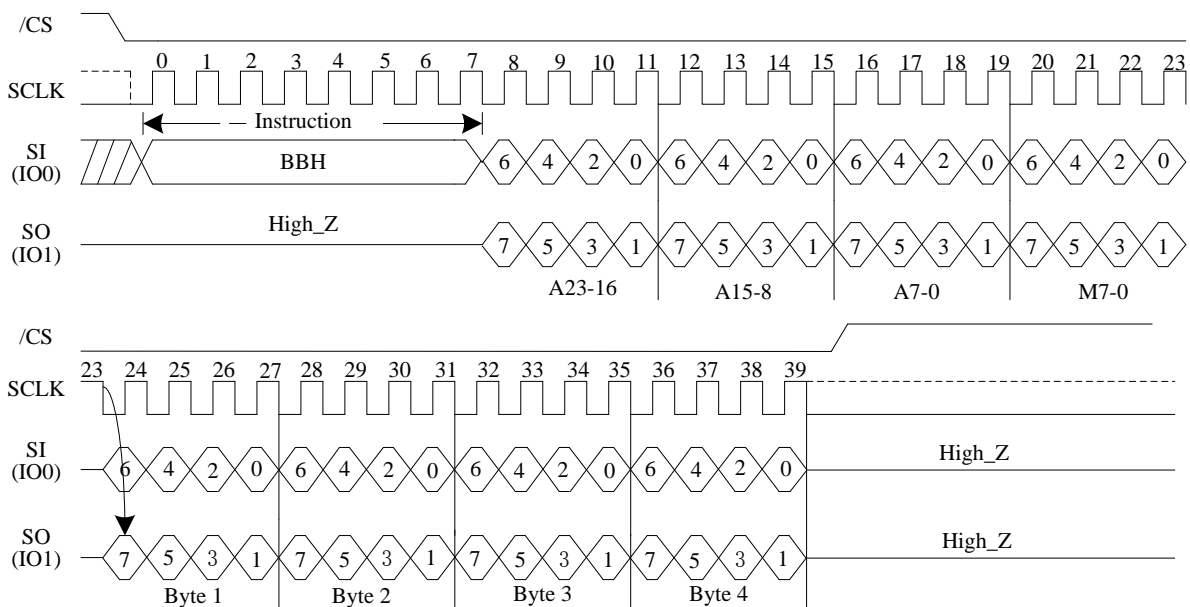 /CS
0 1 2 3 4 5 6 7 8 9 10 11 12 13 14 15 16 17 18 19 20 21 22 23
SCLK
Instruction
SI
(IO0)
BBH
6 4 2 0 6 4 2 0 6 4 2 0 6 4 2 0
SO
(IO1)
High_Z
7 5 3 1 7 5 3 1 7 5 3 1 7 5 3 1
A23-16 A15-8 A7-0 M7-0
/CS
23 24 25 26 27 28 29 30 31 32 33 34 35 36 37 38 39
SCLK
SI
(IO0)
6 4 2 0 6 4 2 0 6 4 2 0 6 4 2 0
High_Z
SO
(IO1)
7 5 3 1 7 5 3 1 7 5 3 1 7 5 3 1
High_Z
Byte 1 Byte 2 Byte 3 Byte 4